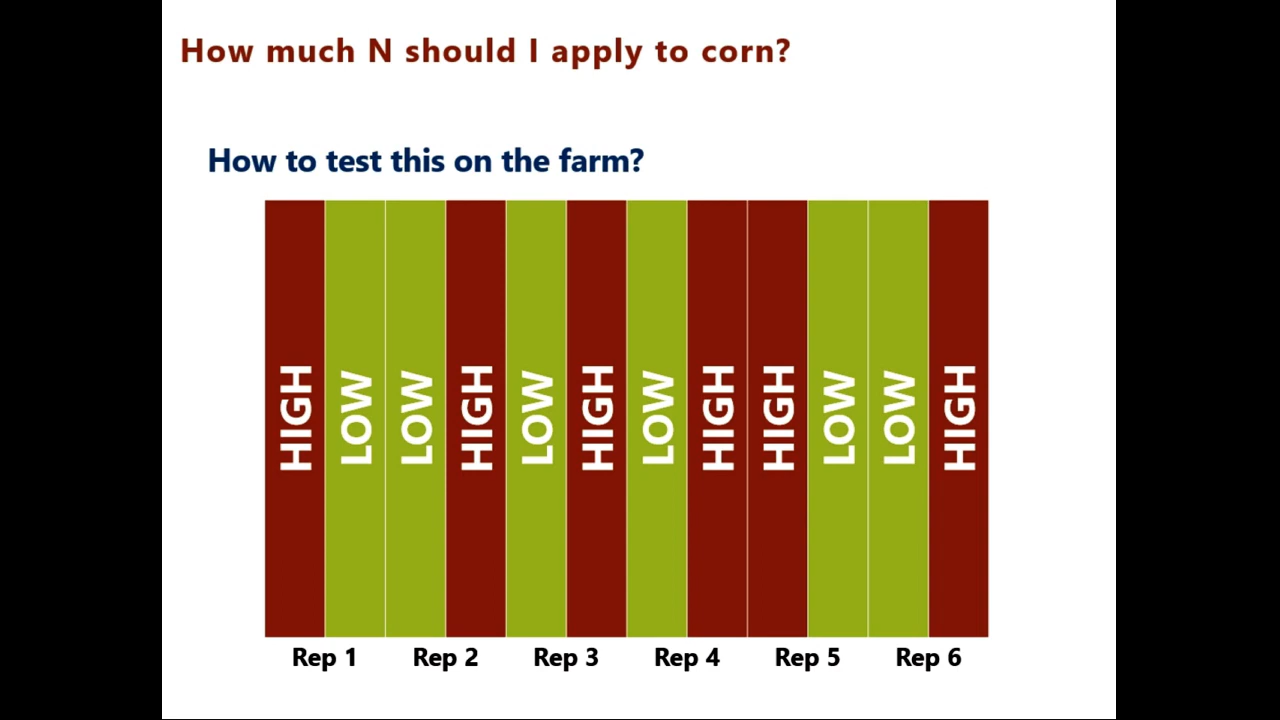 How much N should I apply to corn?
How to test this on the farm?
HIGH
LOW
LOW
HIGH
LOW
HIGH
LOW
HIGH
HIGH
LOW
LOW
HIGH
Rep 1 Rep 2 Rep 3 Rep 4 Rep 5 Rep 6